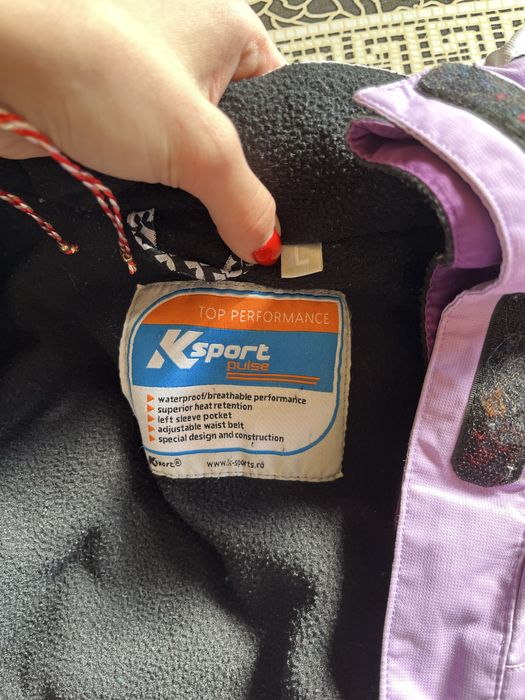 L
TOP PERFORMANCE
Ksport
pulse
waterproof/breathable performance
superior heat retention
left sleeve pocket
adjustable waist belt
special design and construction
Ksport® www.k-sports.ro